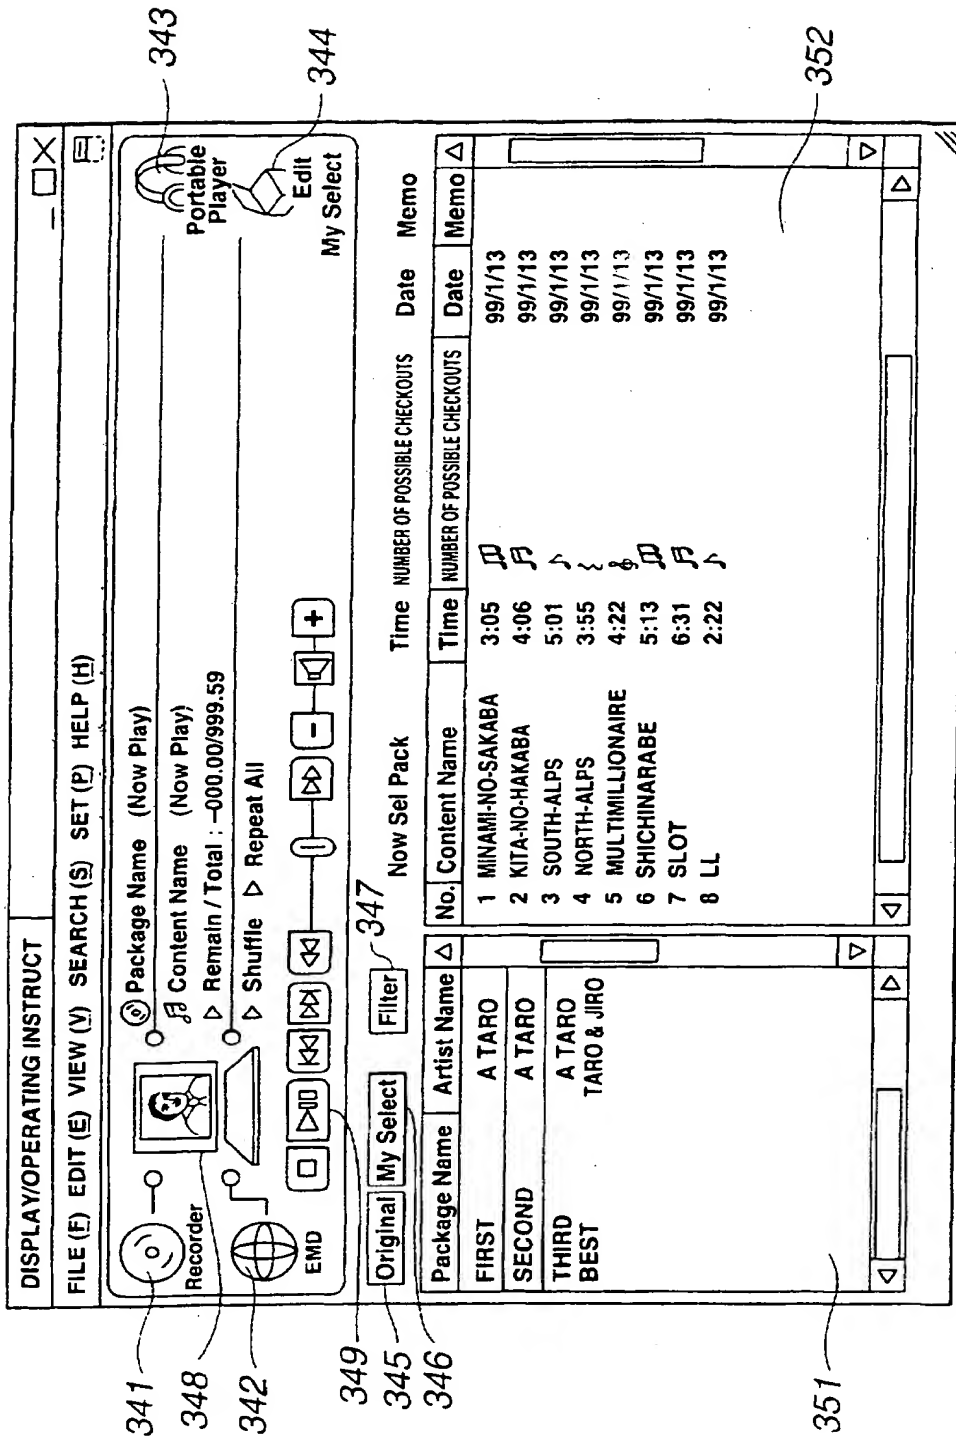 DISPLAY/OPERATING INSTRUCT
FILE (F) EDIT (E) VIEW (V) SEARCH (S) SET (P) HELP (H)
Recorder
EMD
Package Name (Now Play)
Content Name (Now Play)
Remain / Total : -000.00/999.59
Shuffle Repeat All
Portable Player
Edit
My Select
Original My Select Filter
Now Sel Pack Time NUMBER OF POSSIBLE CHECKOUTS Date Memo
Package Name Artist Name
FIRST A TARO
SECOND A TARO
THIRD A TARO
BEST TARO & JIRO
No. Content Name Time NUMBER OF POSSIBLE CHECKOUTS Date Memo
1 MINAMI-NO-SAKABA 3:05 99/1/13
2 KITA-NO-HAKABA 4:06 99/1/13
3 SOUTH-ALPS 5:01 99/1/13
4 NORTH-ALPS 3:55 99/1/13
5 MULTIMILLIONAIRE 4:22 99/1/13
6 SHICHINARABE 5:13 99/1/13
7 SLOT 6:31 99/1/13
8 LL 2:22 99/1/13
341
348
342
349
345
346
347
351
343
344
352